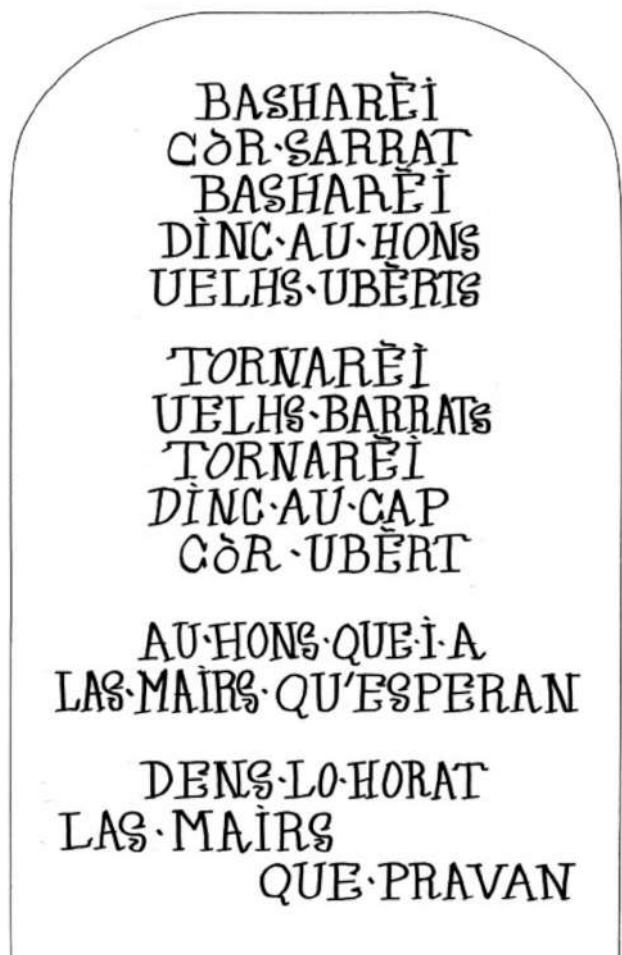 BASHARÈI
CÒR·SARRAT
BASHARÈI
DÌNC·AU·HONS
UELHS·UBÈRTS
TORNARÈI
UELHS·BARRATS
TORNARÈI
DÌNC·AU·CAP
CÒR·UBÈRT
AU·HONS·QUE·I·A
LAS·MAIRS·QU'ESPERAN
DENS·LO·HORAT
LAS·MAIRS
QUE·PRAVAN